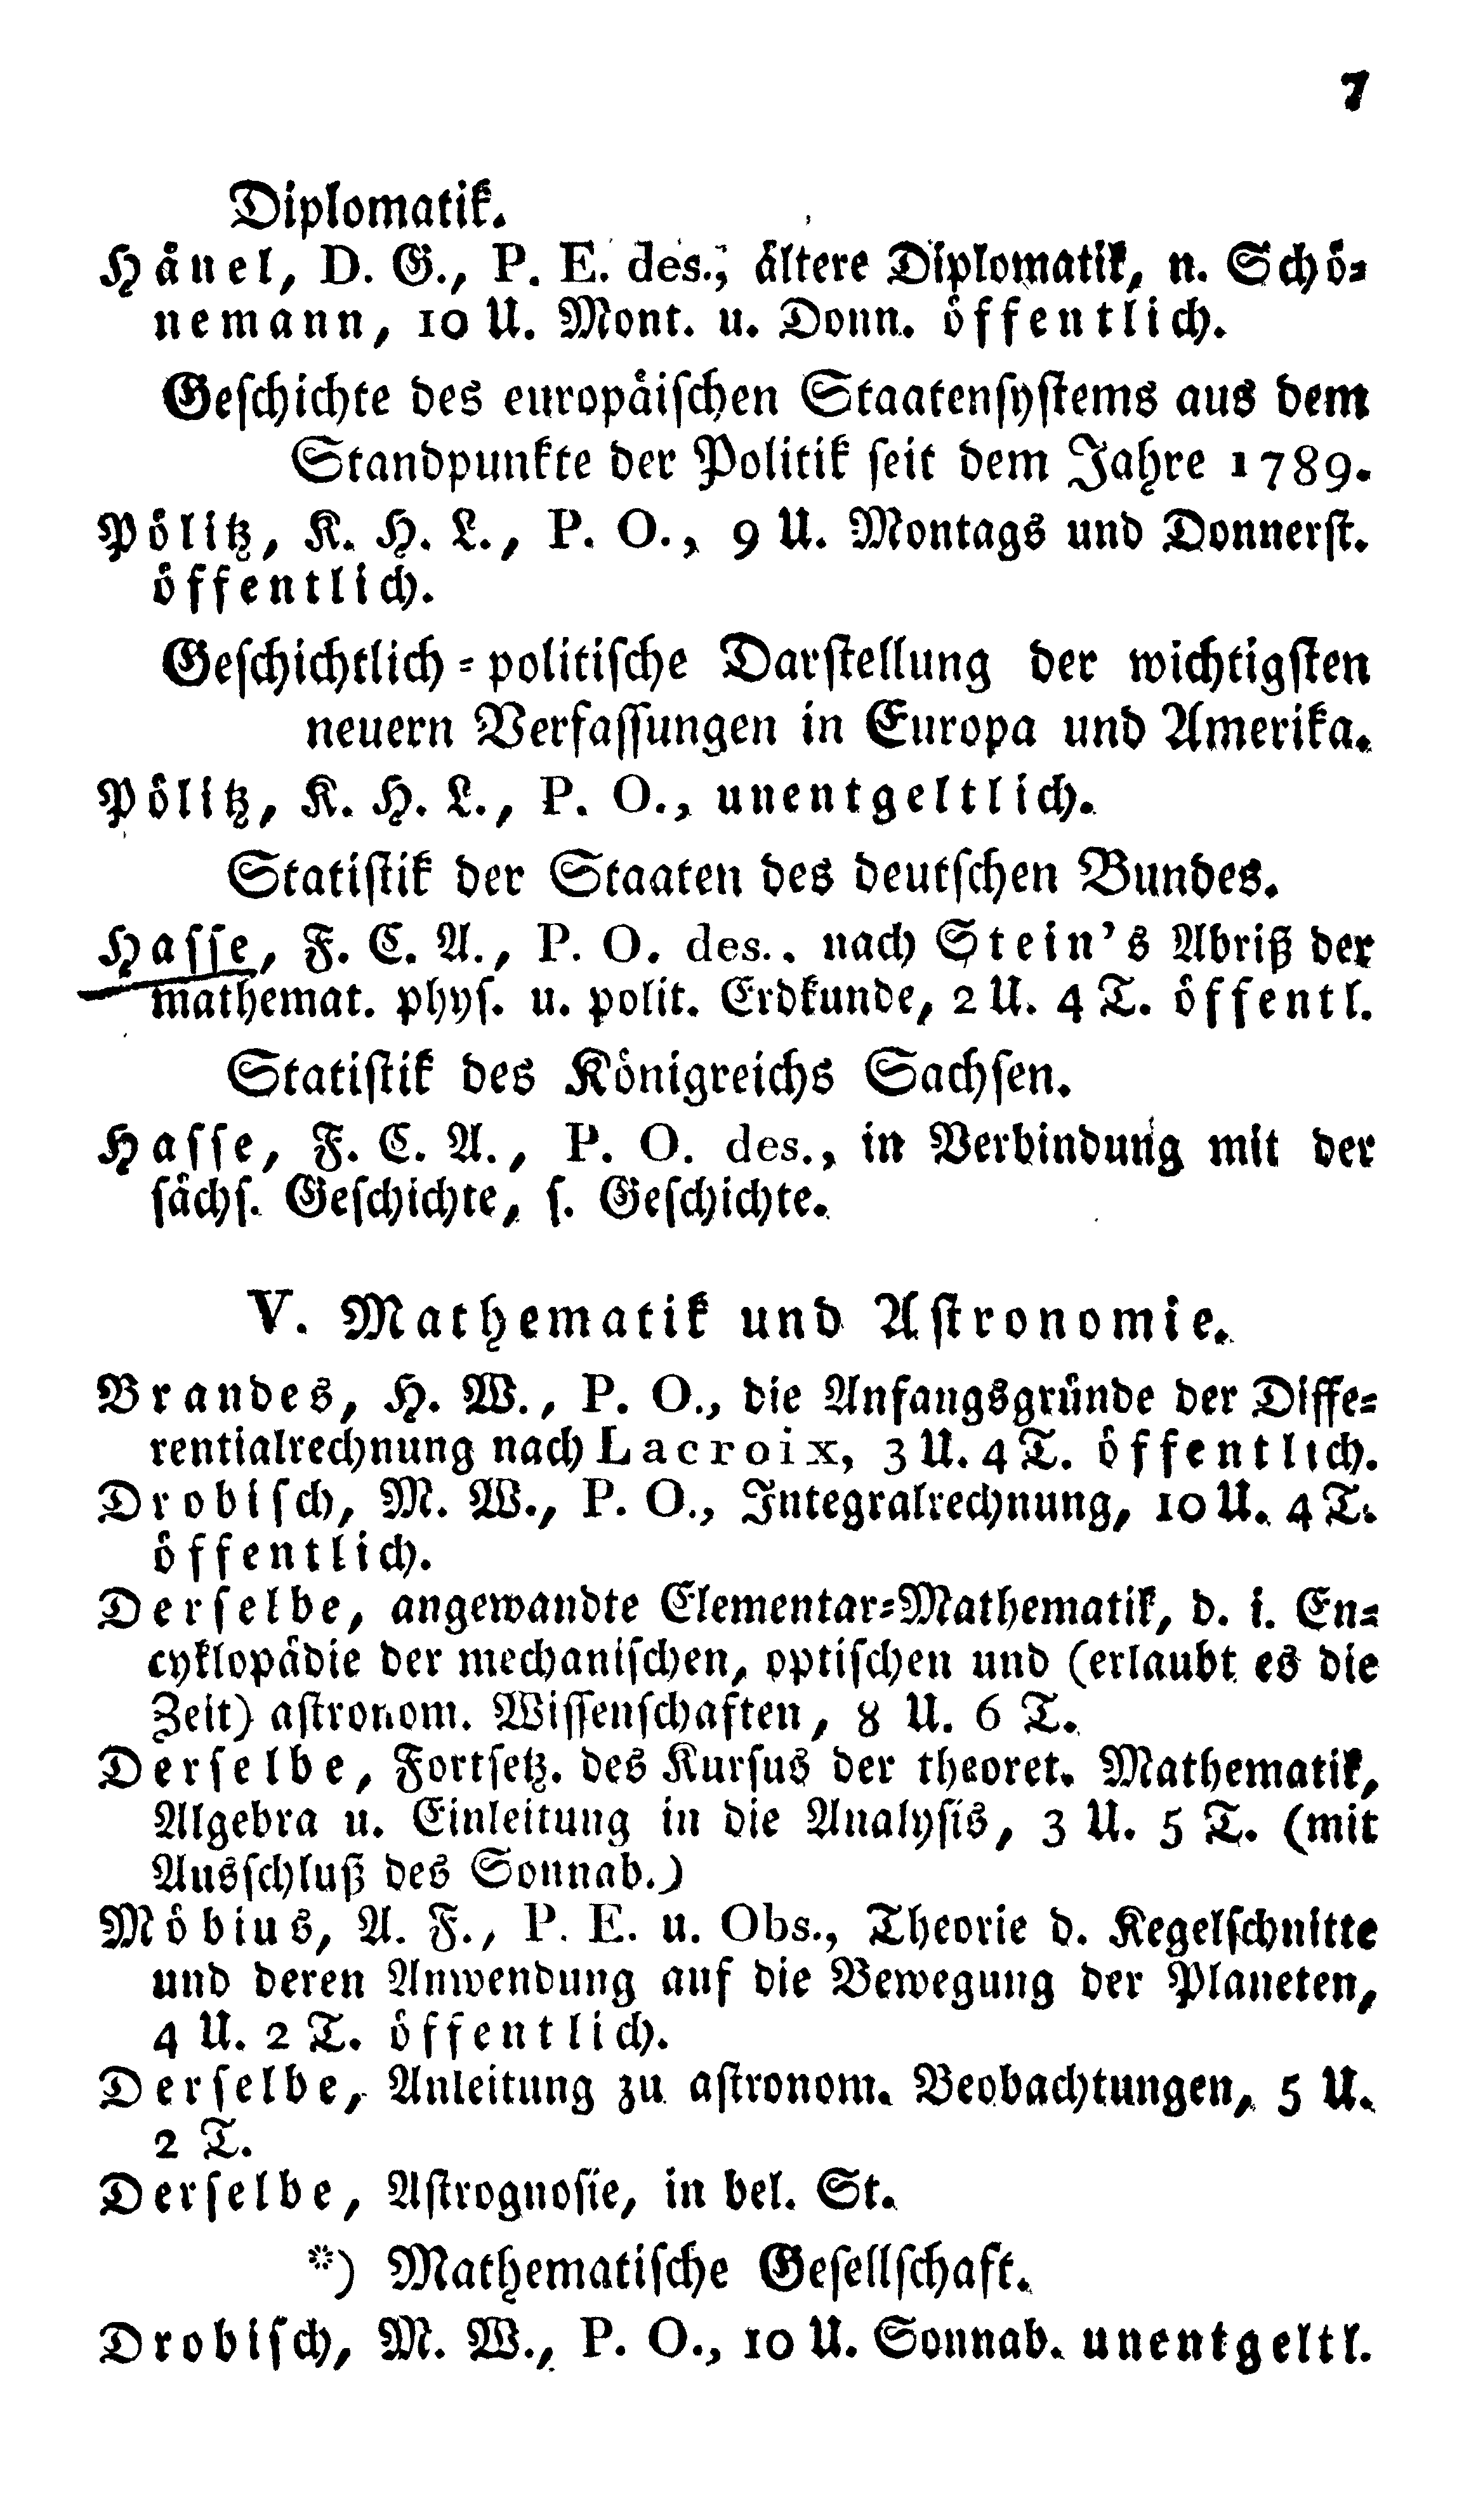 7
Diplomatik.
Hänel, D. G., P. E. des., ältere Diplomatik, n. Schö-
nemann, 10 U. Mont. u. Donn. öffentlich.
Geschichte des europäischen Staatensystems aus dem
Standpunkte der Politik seit dem Jahre 1789.
Pölitz, K. H. L., P. O., 9 U. Montags und Donnerst.
öffentlich.
Geschichtlich-politische Darstellung der wichtigsten
neuern Verfassungen in Europa und Amerika.
Pölitz, K. H. L., P. O., unentgeltlich.
Statistik der Staaten des deutschen Bundes.
Hasse, F. C. A., P. O. des., nach Stein's Abriß der
mathemat. phys. u. polit. Erdkunde, 2 U. 4 T. öffentl.
Statistik des Königreichs Sachsen.
Hasse, F. C. A., P. O. des., in Verbindung mit der
sächs. Geschichte, s. Geschichte.
V. Mathematik und Astronomie.
Brandes, H. W., P. O., die Anfangsgründe der Diffe-
rentialrechnung nach Lacroix, 3 U. 4 T. öffentlich.
Drobisch, M. W., P. O., Integralrechnung, 10 U. 4 T.
öffentlich.
Derselbe, angewandte Elementar-Mathematik, d. i. En-
cyklopädie der mechanischen, optischen und (erlaubt es die
Zeit) astronom. Wissenschaften, 8 U. 6 T.
Derselbe, Fortsetz. des Kursus der theoret. Mathematik,
Algebra u. Einleitung in die Analysis, 3 U. 5 T. (mit
Ausschluß des Sonnab.)
Möbius, A. F., P. E. u. Obs., Theorie d. Kegelschnitte
und deren Anwendung auf die Bewegung der Planeten,
4 U. 2 T. öffentlich.
Derselbe, Anleitung zu astronom. Beobachtungen, 5 U.
2 T.
Derselbe, Astrognosie, in bel. St.
*) Mathematische Gesellschaft.
Drobisch, M. W., P. O., 10 U. Sonnab. unentgeltl.